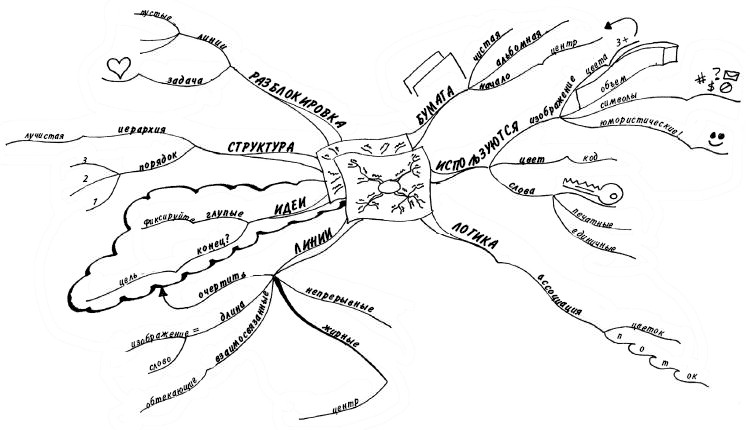 пустые
линии
задача
РАЗБЛОКИРОВКА
лучистая
иерархия
СТРУКТУРА
порядок
3
2
1
фиксируйте
глупые
ИДЕИ
конец?
цель
ЛИНИИ
очертить
длина
изображение =
слово
взаимосвязанные
обтекающие
непрерывные
жирные
центр
БУМАГА
чистая
альбомная
начало
центр
ИСПОЛЬЗУЮТСЯ
изображение
цвета
3+
объем
символы
# ? $
юмористические!
цвет
код
слова
печатные
единичные
ЛОГИКА
ассоциация
цветок
п о т ок